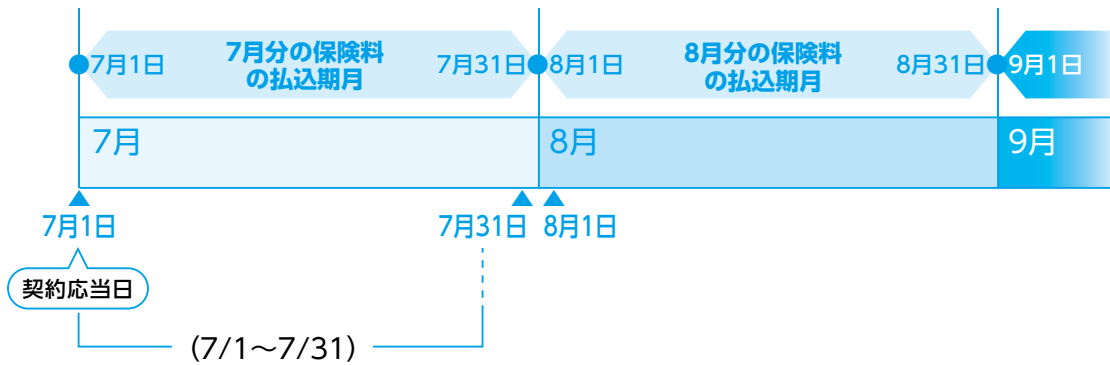 7月1日
7月分の保険料
の払込期月
7月31日
8月1日
8月分の保険料
の払込期月
8月31日
9月1日
7月
8月
9月
7月1日
7月31日
8月1日
契約応当日
(7/1～7/31)